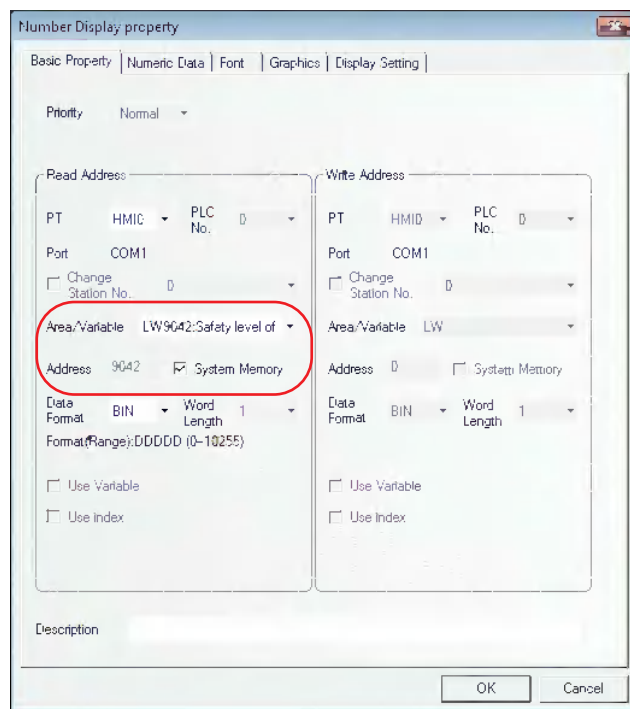 Number Display property
Basic Property Numeric Data Font Graphics Display Setting
Priority Normal
Read Address
PT HMI0 PLC No. 0
Port COM1
Change Station No. 0
Area/Variable LW9042:Safety level of
Address 9042 System Memory
Data Format BIN Word Length 1
Format(Range):DDDDD (0~10255)
Use Variable
Use Index
Write Address
PT HMI0 PLC No. 0
Port COM1
Change Station No. 0
Area/Variable LW
Address 0 System Memory
Data Format BIN Word Length 1
Use Variable
Use Index
Description
OK Cancel